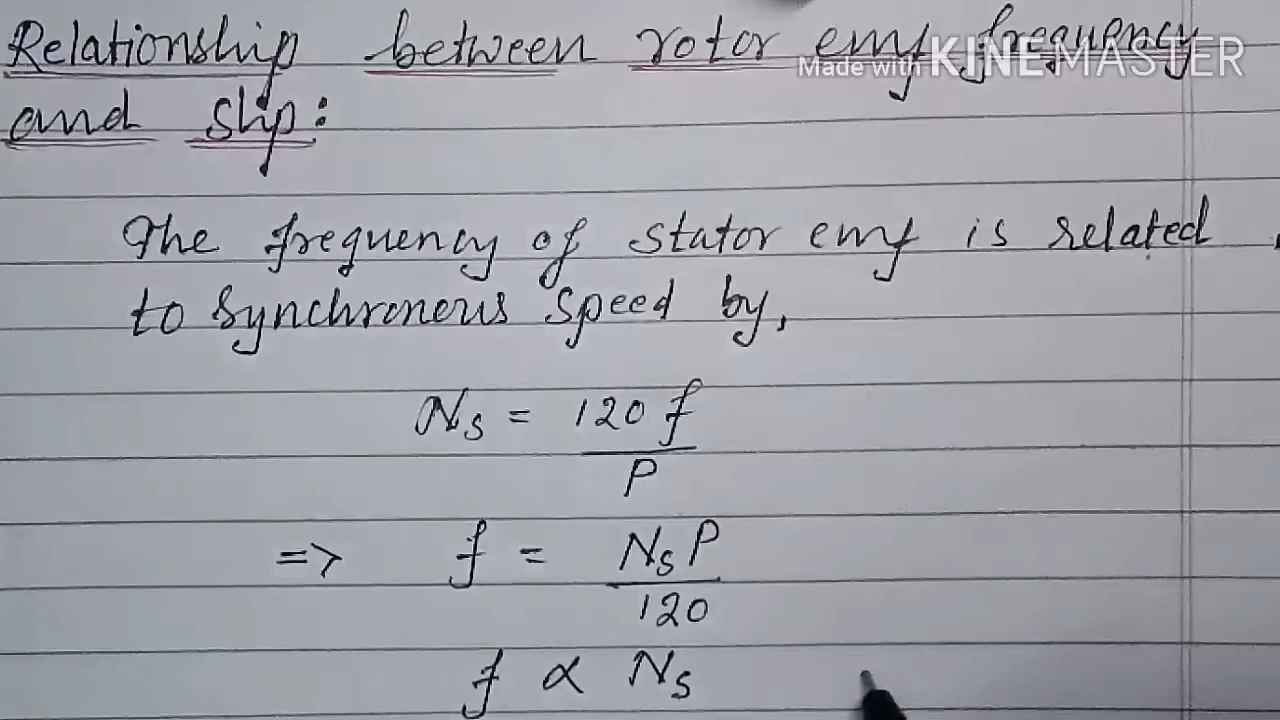 Relationship between rotor emf frequency
Made with KINEMASTER
and slip:
The frequency of stator emf is related
to synchronous speed by,
Ns = 120 f
P
=> f = Ns P
120
f ∝ Ns